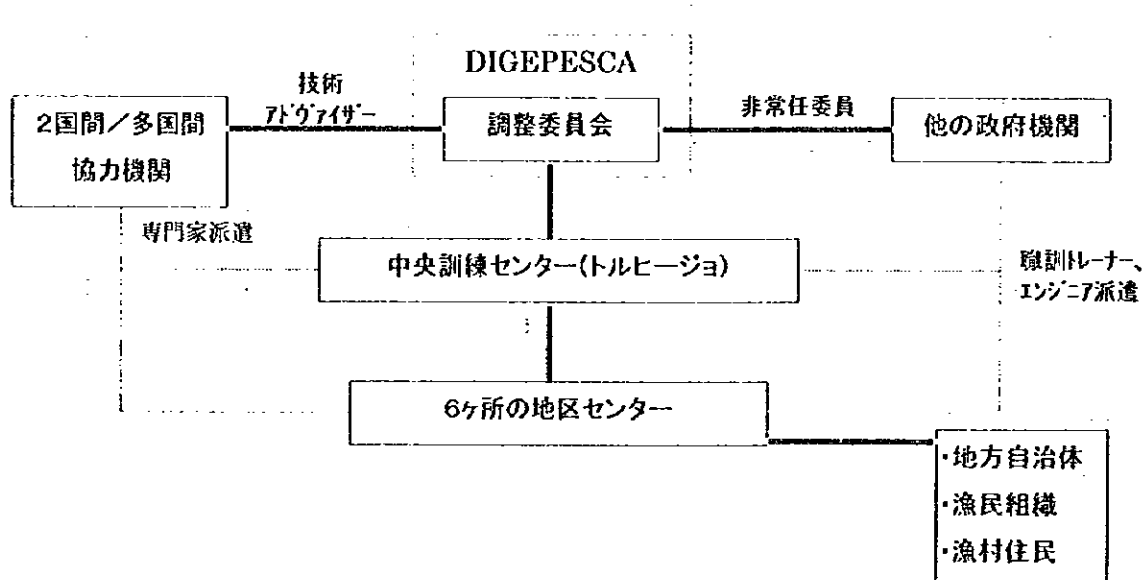 DIGEPESCA
技術
アドヴァイザー
2国間/多国間
協力機関
調整委員会
非常任委員
他の政府機関
専門家派遣
中央訓練センター(トルヒージョ)
職訓トレーナー、
エンジニア派遣
6ヶ所の地区センター
・地方自治体
・漁民組織
・漁村住民